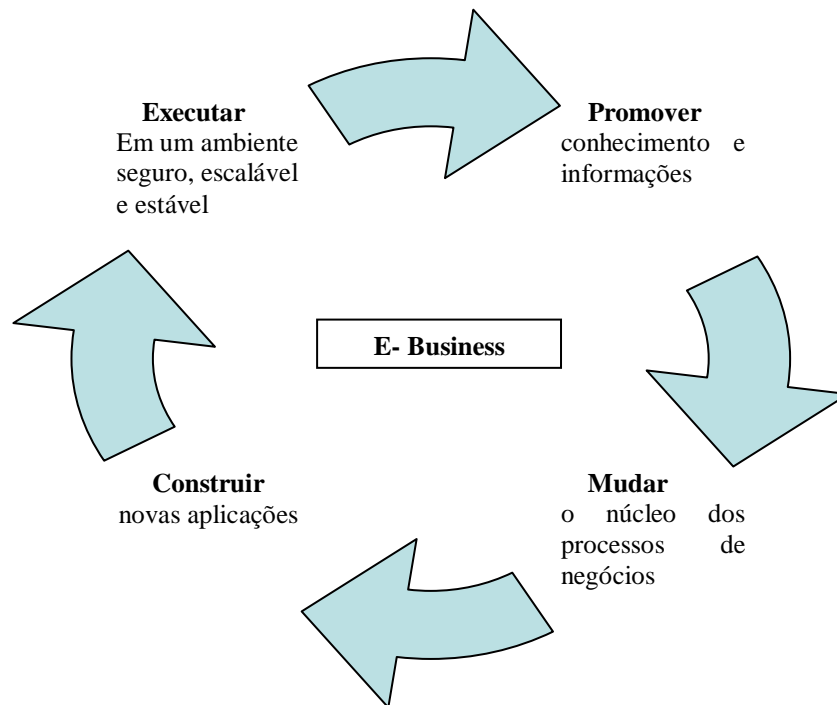 Executar
Em um ambiente
seguro, escalável
e estável
Promover
conhecimento e
informações
E- Business
Construir
novas aplicações
Mudar
o núcleo dos
processos de
negócios